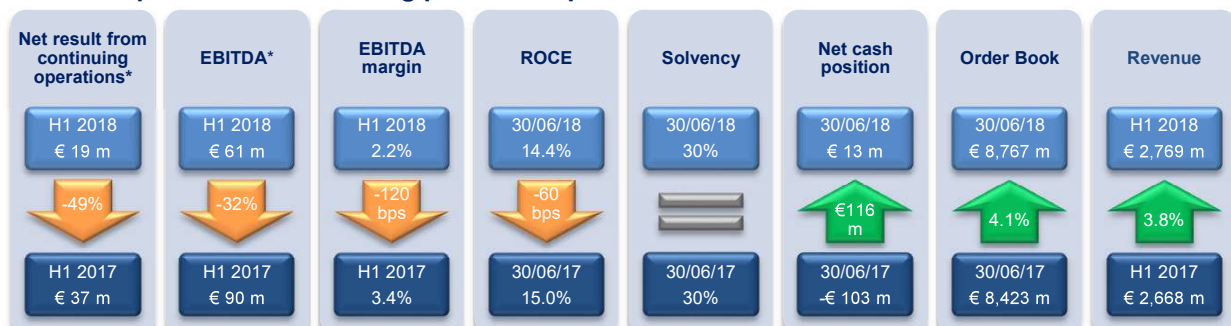 Net result from
continuing
operations*
H1 2018
€ 19 m
-49%
H1 2017
€ 37 m
EBITDA*
H1 2018
€ 61 m
-32%
H1 2017
€ 90 m
EBITDA
margin
H1 2018
2.2%
-120
bps
H1 2017
3.4%
ROCE
30/06/18
14.4%
-60
bps
30/06/17
15.0%
Solvency
30/06/18
30%
30/06/17
30%
Net cash
position
30/06/18
€ 13 m
€116
m
30/06/17
-€ 103 m
Order Book
30/06/18
€ 8,767 m
4.1%
30/06/17
€ 8,423 m
Revenue
H1 2018
€ 2,769 m
3.8%
H1 2017
€ 2,668 m